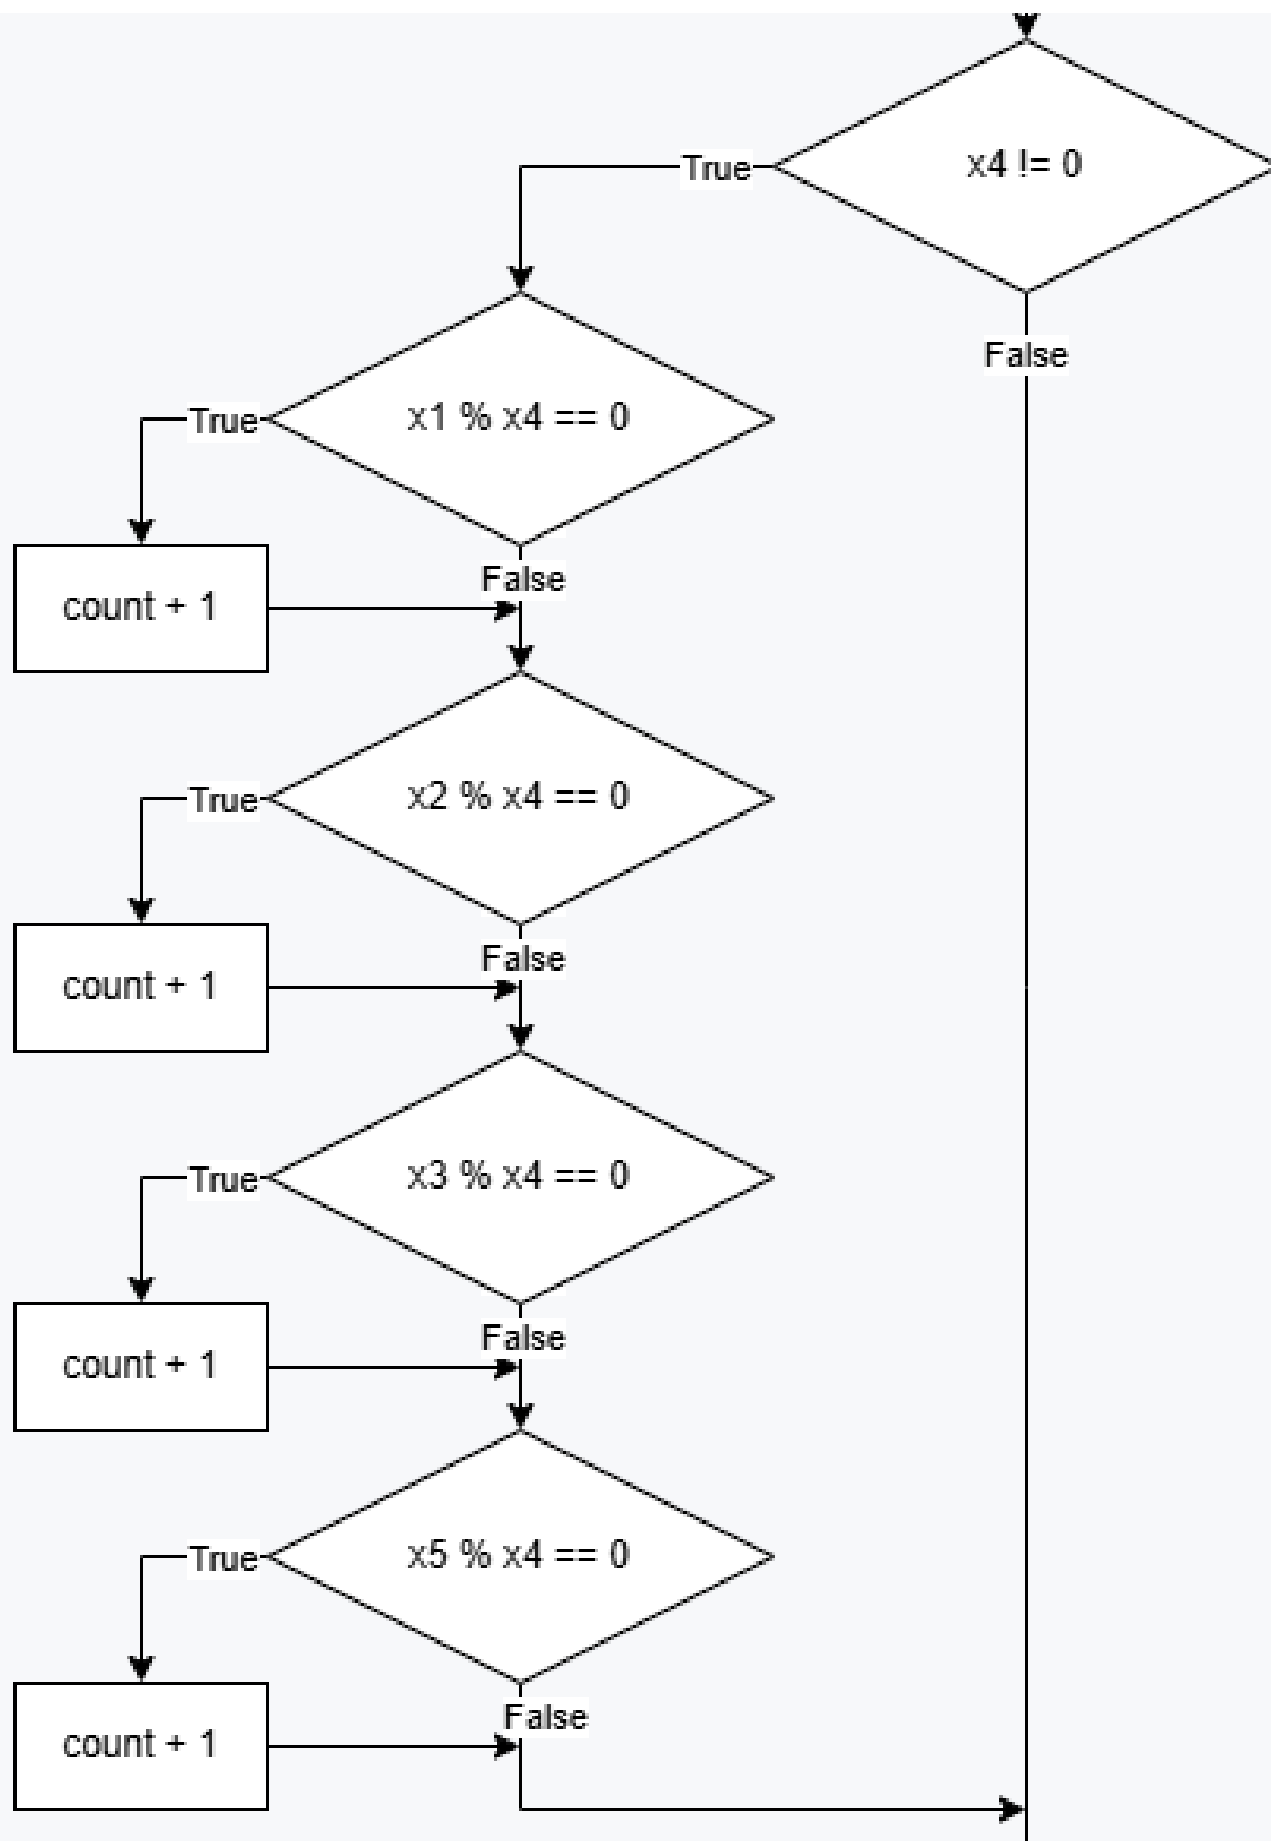 x4 != 0
True
False
x1 % x4 == 0
True
False
count + 1
x2 % x4 == 0
True
False
count + 1
x3 % x4 == 0
True
False
count + 1
x5 % x4 == 0
True
False
count + 1